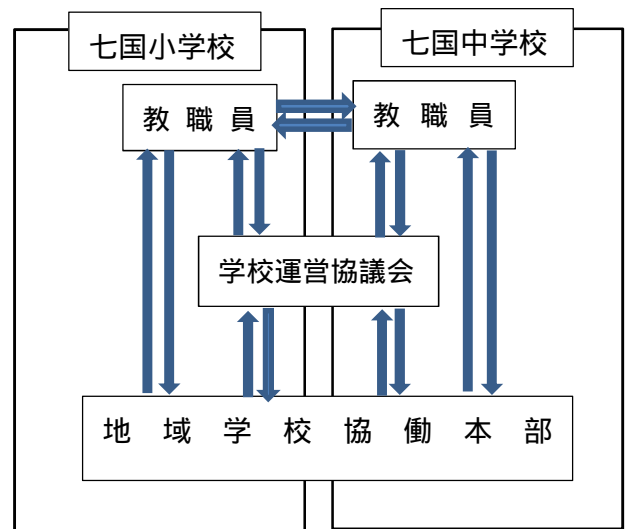 七国小学校
七国中学校
教職員
教職員
学校運営協議会
地域学校協働本部